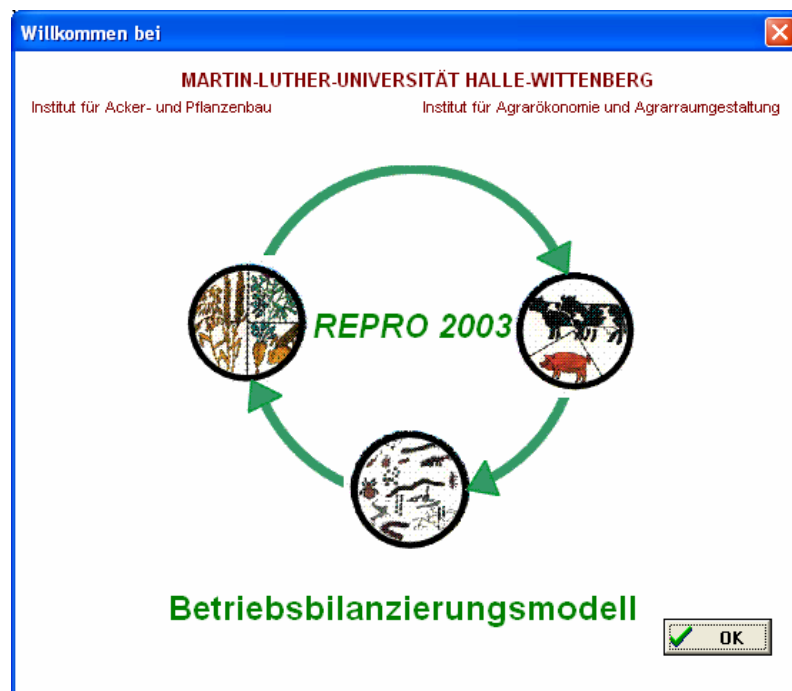 Willkommen bei
MARTIN-LUTHER-UNIVERSITÄT HALLE-WITTENBERG
Institut für Acker- und Pflanzenbau Institut für Agrarökonomie und Agrarraumgestaltung
REPRO 2003
Betriebsbilanzierungsmodell
OK